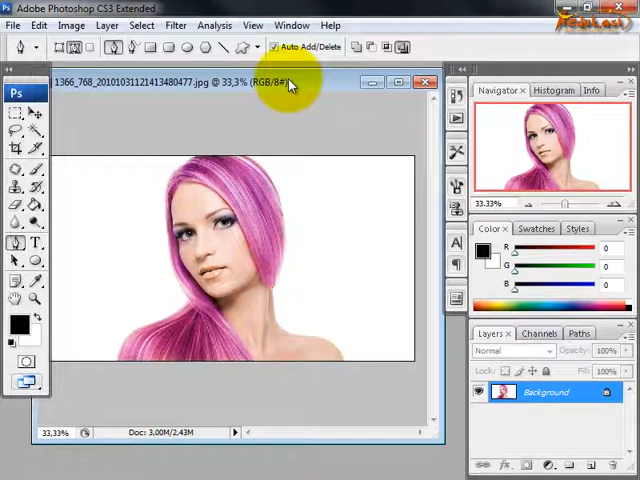 Adobe Photoshop CS3 Extended
File Edit Image Layer Select Filter Analysis View Window Help
Auto Add/Delete
1366_768_20101031121413480477.jpg @ 33,3% (RGB/8#)
Ps
Navigator × Histogram Info
33.33%
Color × Swatches Styles
R 0
G 0
B 0
Layers × Channels Paths
Normal Opacity: 100%
Lock: Fill: 100%
Background
33,33% Doc: 3,00M/2,43M